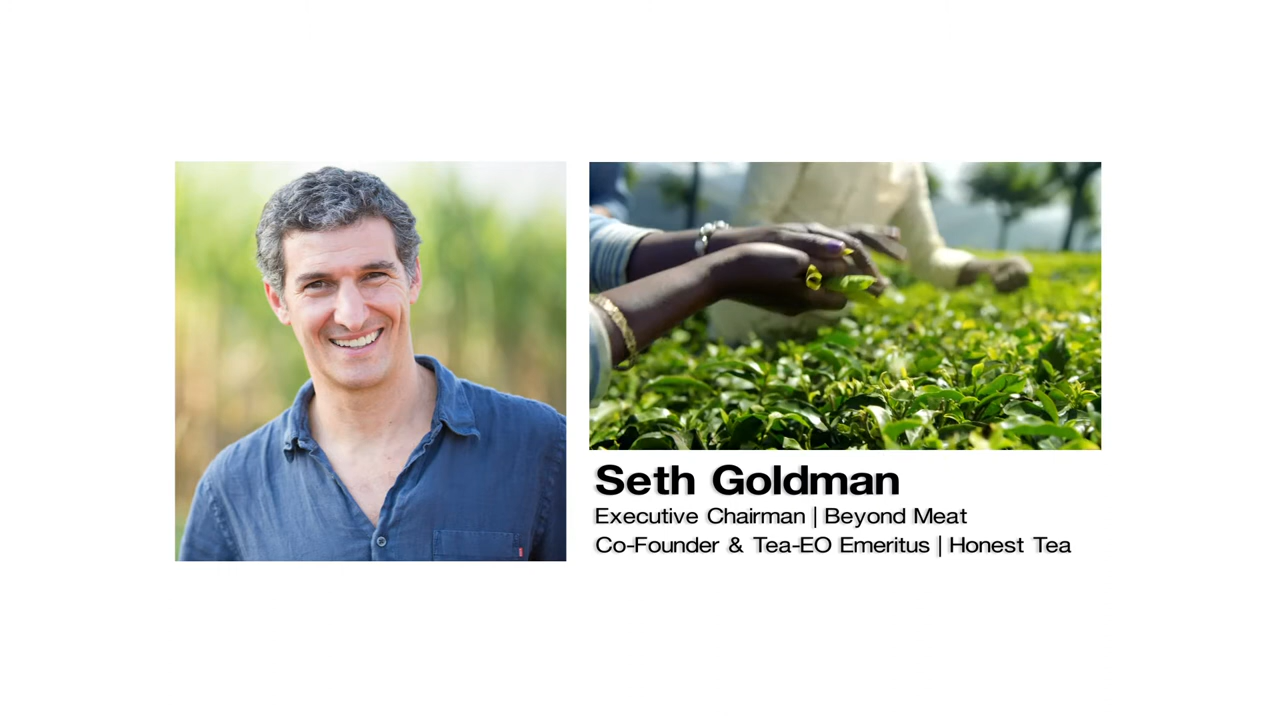 Seth Goldman
Executive Chairman | Beyond Meat
Co-Founder & Tea-EO Emeritus | Honest Tea